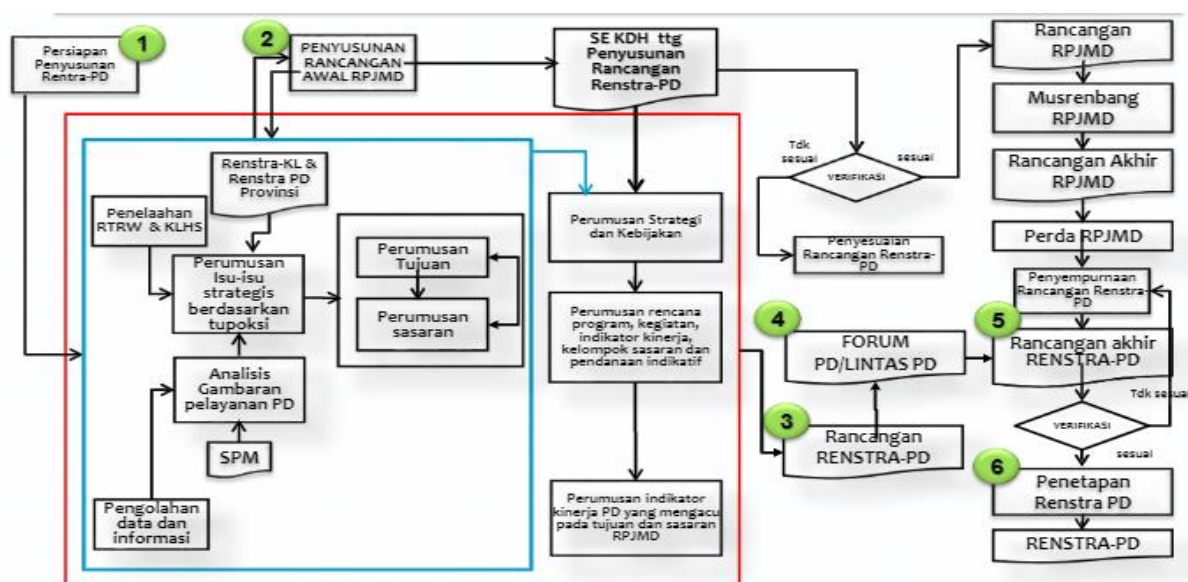 1
Persiapan
Penyusunan
Rentra-PD
2
PENYUSUNAN
RANCANGAN
AWAL RPJMD
SE KDH ttg
Penyusunan
Rancangan
Renstra-PD
Rancangan
RPJMD
Musrenbang
RPJMD
Rancangan Akhir
RPJMD
Perda RPJMD
Penyempurnaan
Rancangan Renstra-
PD
Tdk
sesuai
sesuai
VERIFIKASI
Penyesuaian
Rancangan Renstra-
PD
Renstra-KL &
Renstra PD
Provinsi
Penelaahan
RTRW & KLHS
Perumusan
Isu-isu
strategis
berdasarkan
tupoksi
Perumusan
Tujuan
Perumusan
sasaran
Analisis
Gambaran
pelayanan PD
SPM
Pengolahan
data dan
informasi
Perumusan Strategi
dan Kebijakan
Perumusan rencana
program, kegiatan,
indikator kinerja,
kelompok sasaran dan
pendanaan indikatif
Perumusan indikator
kinerja PD yang mengacu
pada tujuan dan sasaran
RPJMD
3
Rancangan
RENSTRA-PD
4
FORUM
PD/LINTAS PD
5
Rancangan akhir
RENSTRA-PD
Tdk sesuai
VERIFIKASI
sesuai
6
Penetapan
Renstra PD
RENSTRA-PD